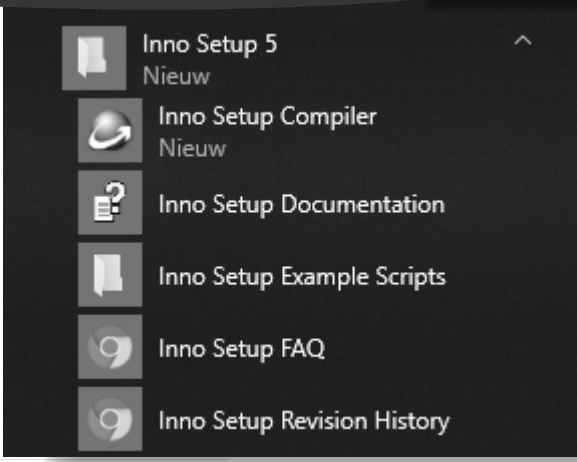 Inno Setup 5
Nieuw
Inno Setup Compiler
Nieuw
Inno Setup Documentation
Inno Setup Example Scripts
Inno Setup FAQ
Inno Setup Revision History